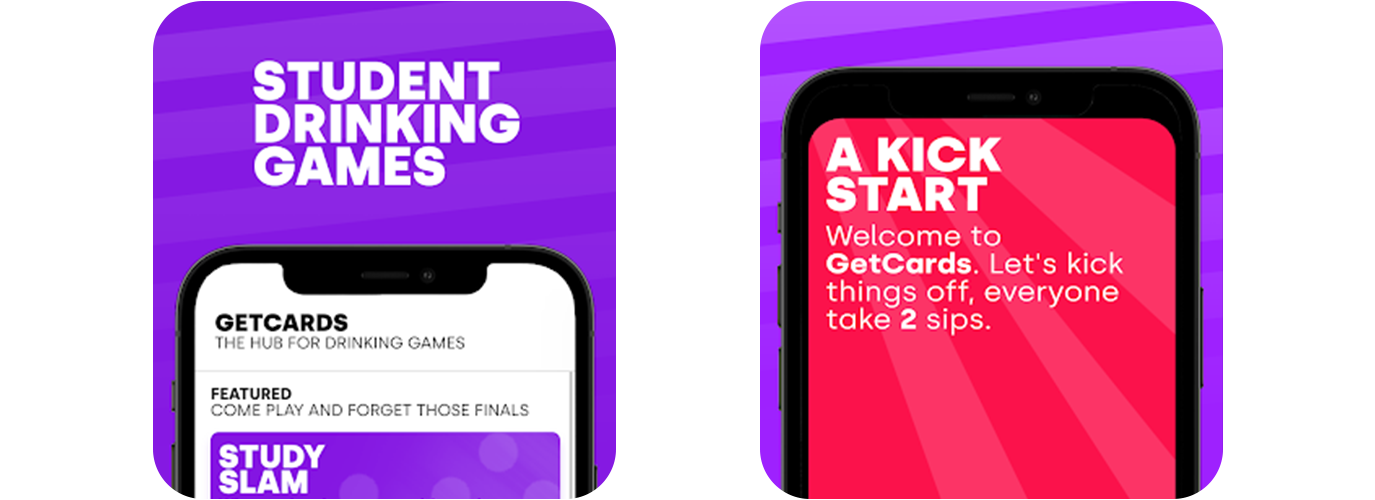 STUDENT
DRINKING
GAMES
GETCARDS
THE HUB FOR DRINKING GAMES
FEATURED
COME PLAY AND FORGET THOSE FINALS
STUDY
SLAM
A KICK
START
Welcome to
GetCards. Let's kick
things off, everyone
take 2 sips.